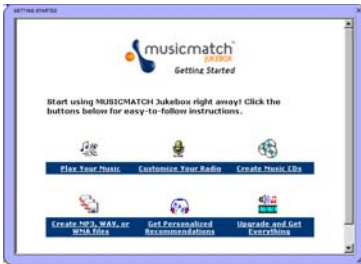 GETTING STARTED
musicmatch
JUKEBOX
Getting Started
Start using MUSICMATCH Jukebox right away! Click the
buttons below for easy-to-follow instructions.
Play Your Music
Customize Your Radio
Create Music CDs
Create MP3, WAV, or
WMA files
Get Personalized
Recommendations
Upgrade and Get
Everything